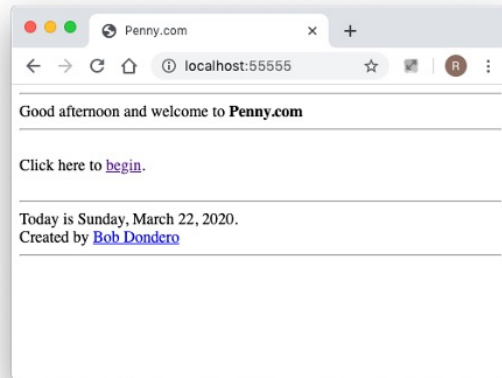 Penny.com
localhost:55555
R
Good afternoon and welcome to Penny.com
Click here to begin.
Today is Sunday, March 22, 2020.
Created by Bob Dondero